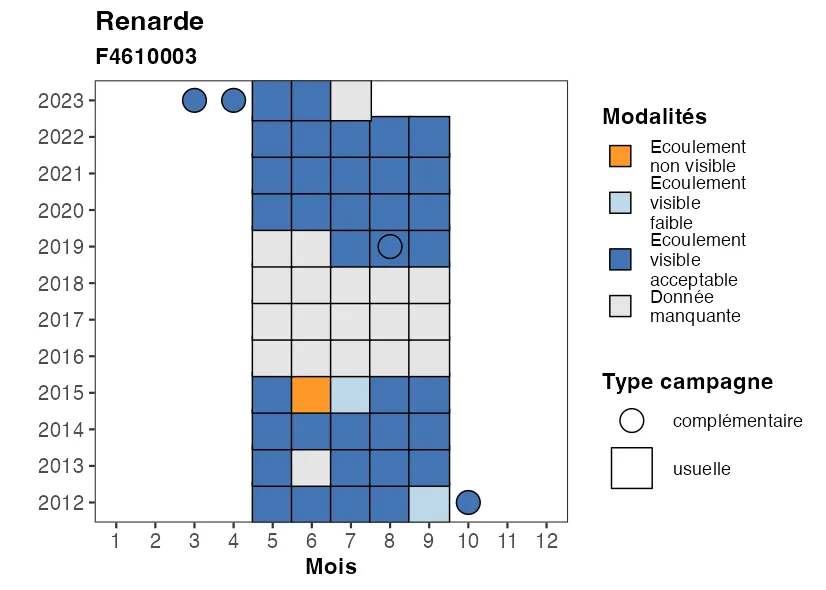 Renarde
F4610003
2023
2022
2021
2020
2019
2018
2017
2016
2015
2014
2013
2012
1 2 3 4 5 6 7 8 9 10 11 12
Mois
Modalités
Ecoulement
non visible
Ecoulement
visible
faible
Ecoulement
visible
acceptable
Donnée
manquante
Type campagne
complémentaire
usuelle